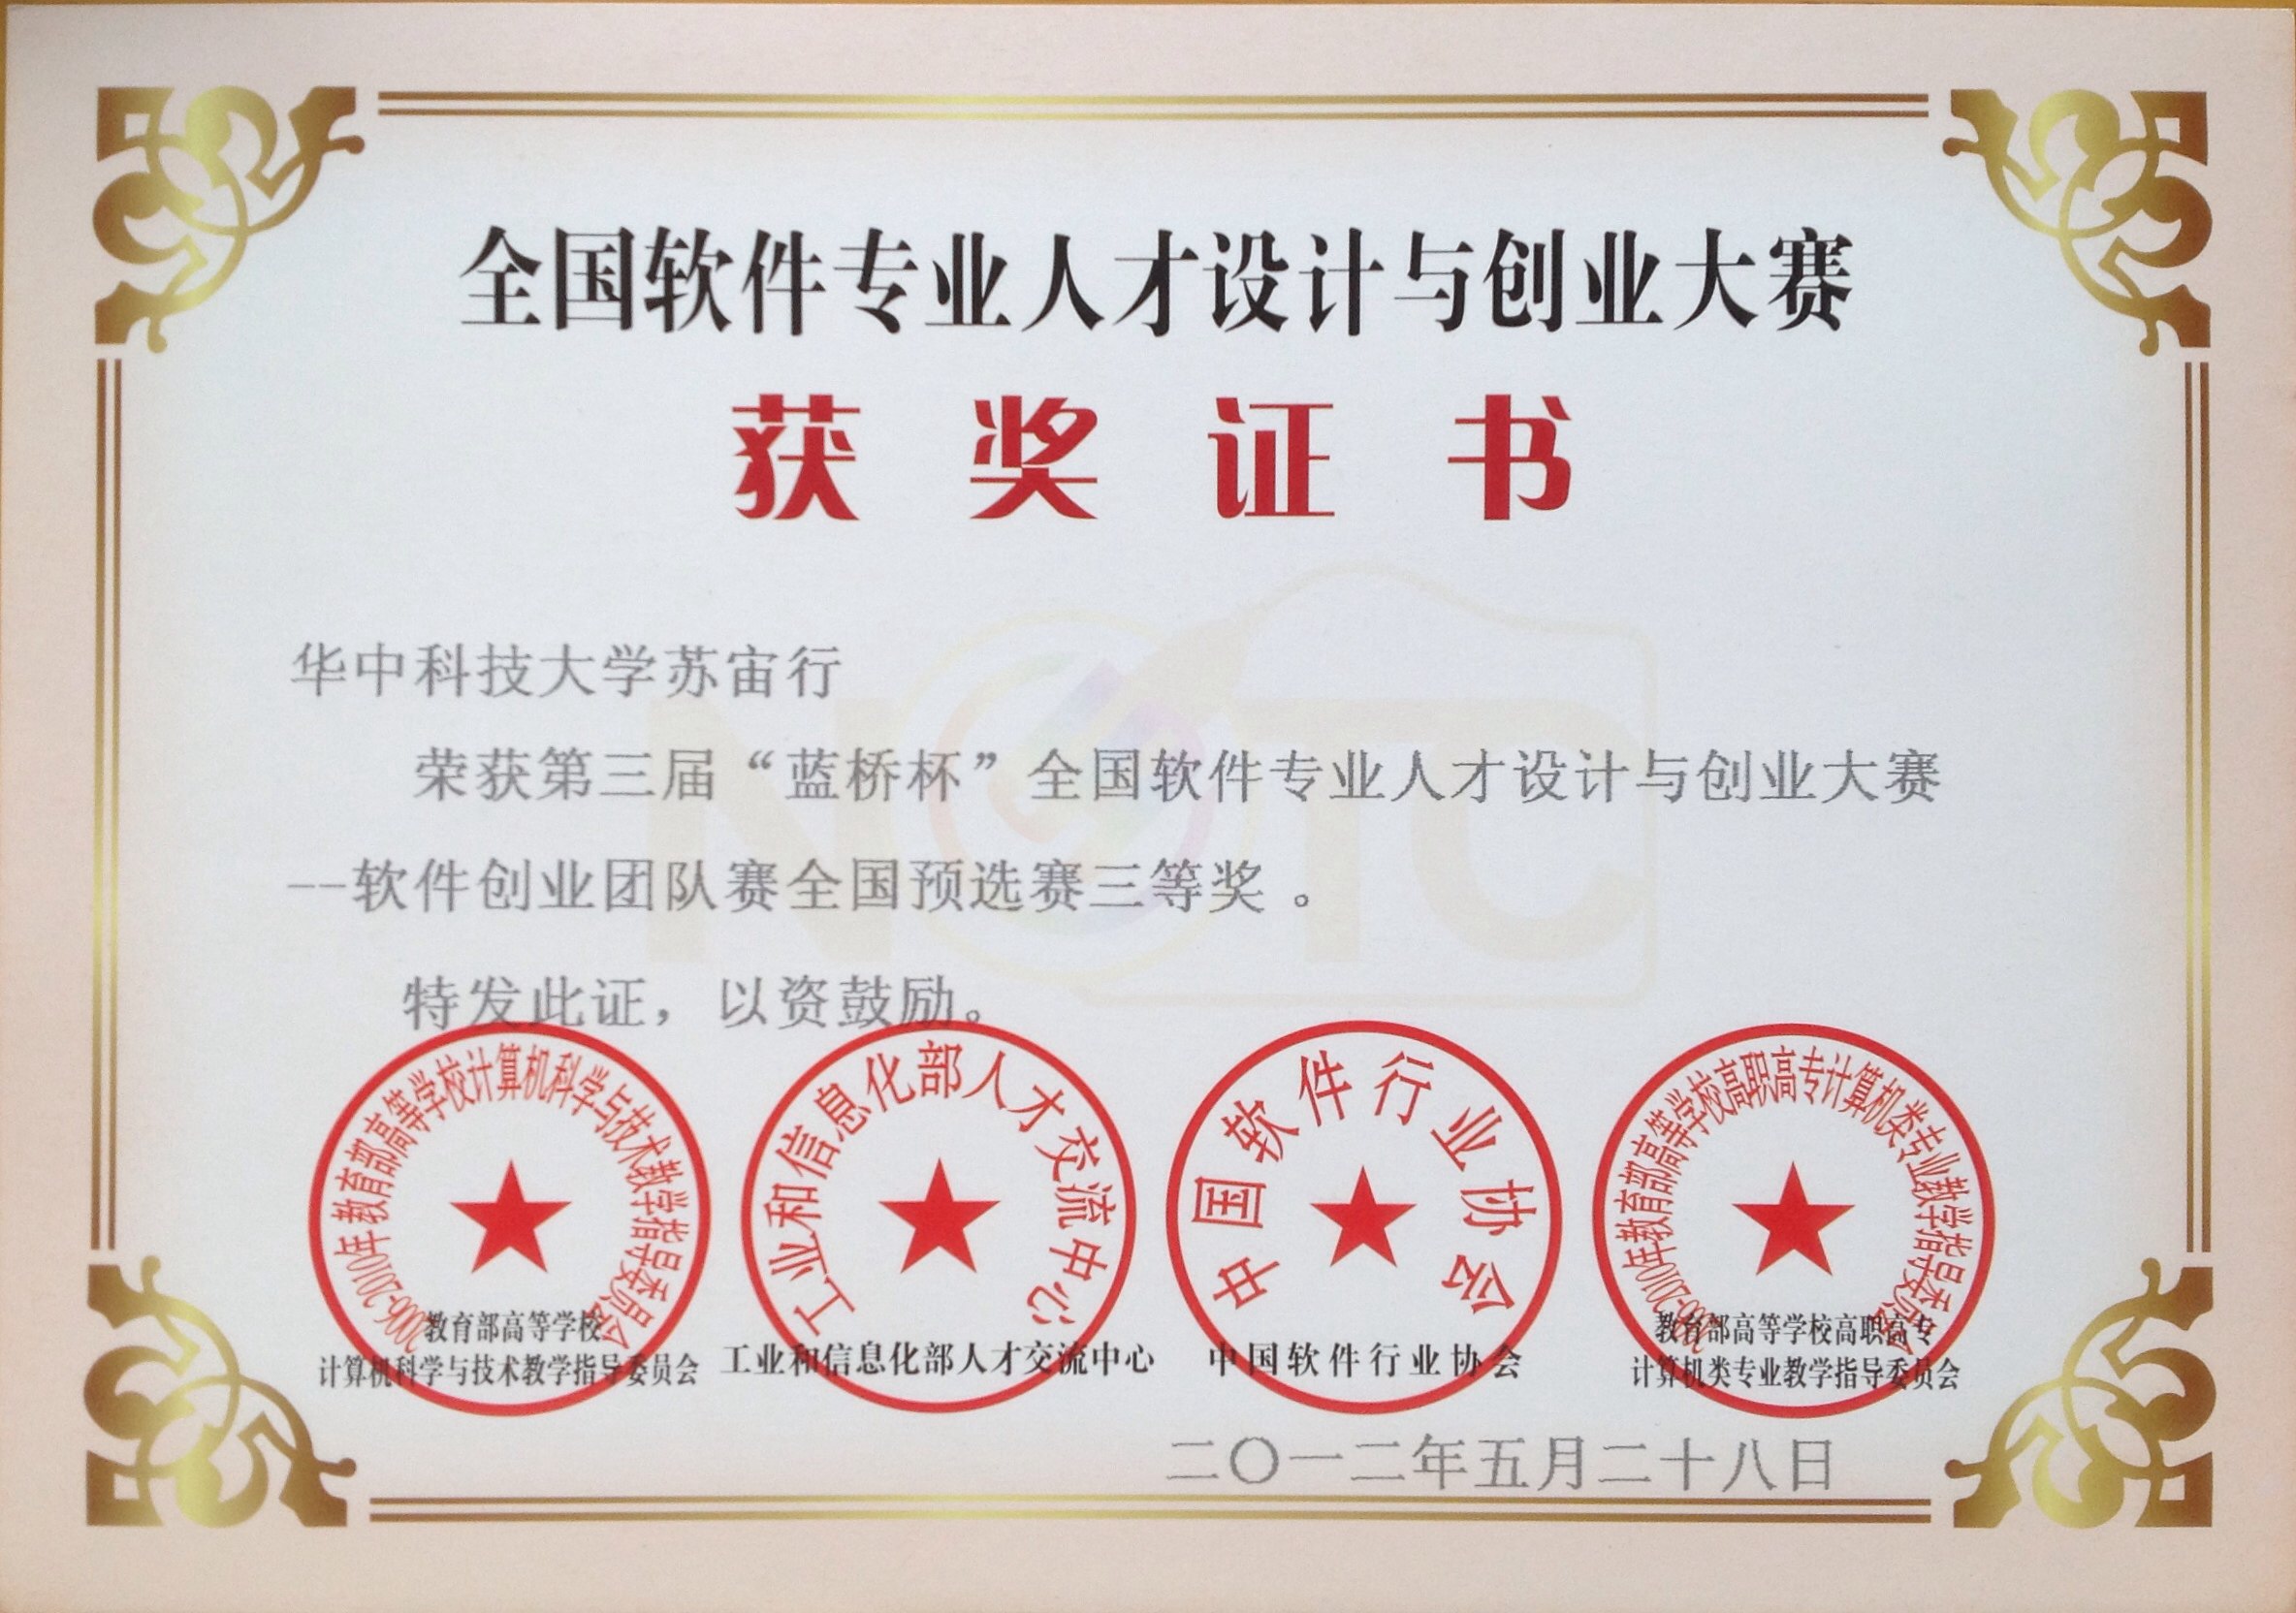 全国软件专业人才设计与创业大赛
获奖证书
华中科技大学苏宙行
荣获第三届“蓝桥杯”全国软件专业人才设计与创业大赛
--软件创业团队赛全国预选赛三等奖。
特发此证，以资鼓励。
2006-2010年教育部高等学校计算机科学与技术教学指导委员会
工业和信息化部人才交流中心
中国软件行业协会
2006-2010年教育部高等学校高职高专计算机类专业教学指导委员会
教育部高等学校
计算机科学与技术教学指导委员会
工业和信息化部人才交流中心
中国软件行业协会
教育部高等学校高职高专
计算机类专业教学指导委员会
二〇一二年五月二十八日